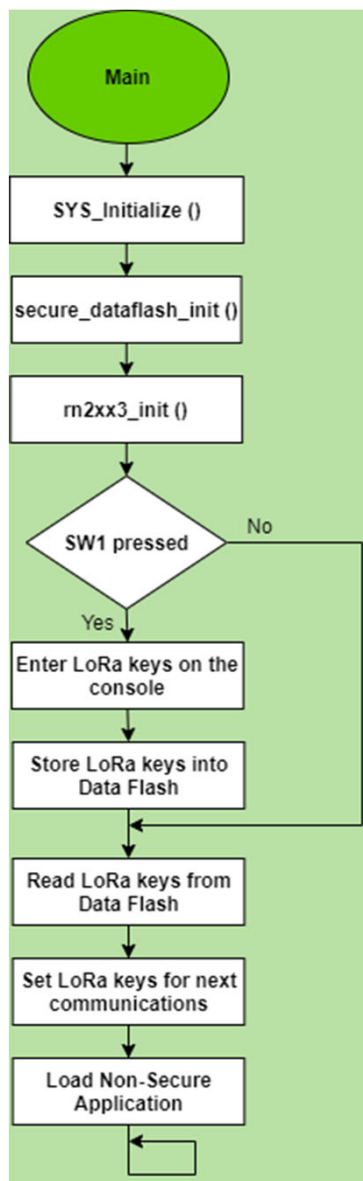 Main
SYS_Initialize ()
secure_dataflash_init ()
rn2xx3_init ()
SW1 pressed
No
Yes
Enter LoRa keys on the
console
Store LoRa keys into
Data Flash
Read LoRa keys from
Data Flash
Set LoRa keys for next
communications
Load Non-Secure
Application